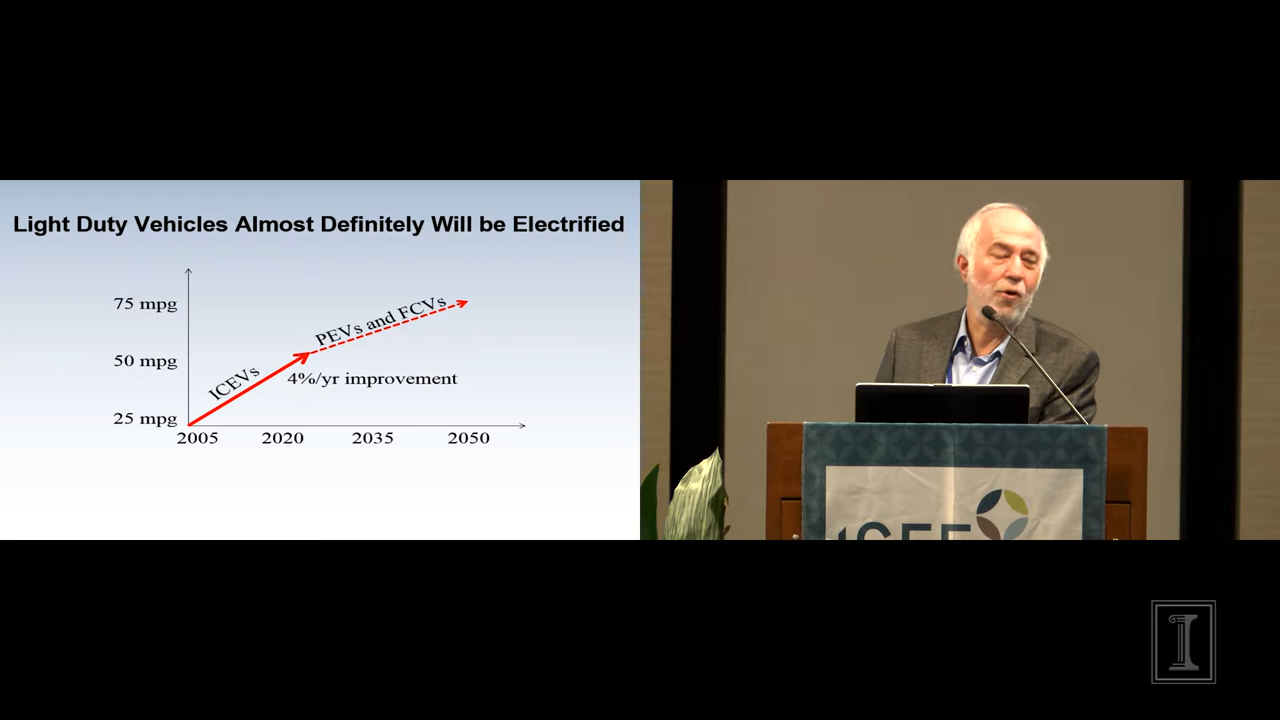 Light Duty Vehicles Almost Definitely Will be Electrified
75 mpg
50 mpg
25 mpg
ICEVs
PEVs and FCVs
4%/yr improvement
2005 2020 2035 2050
I